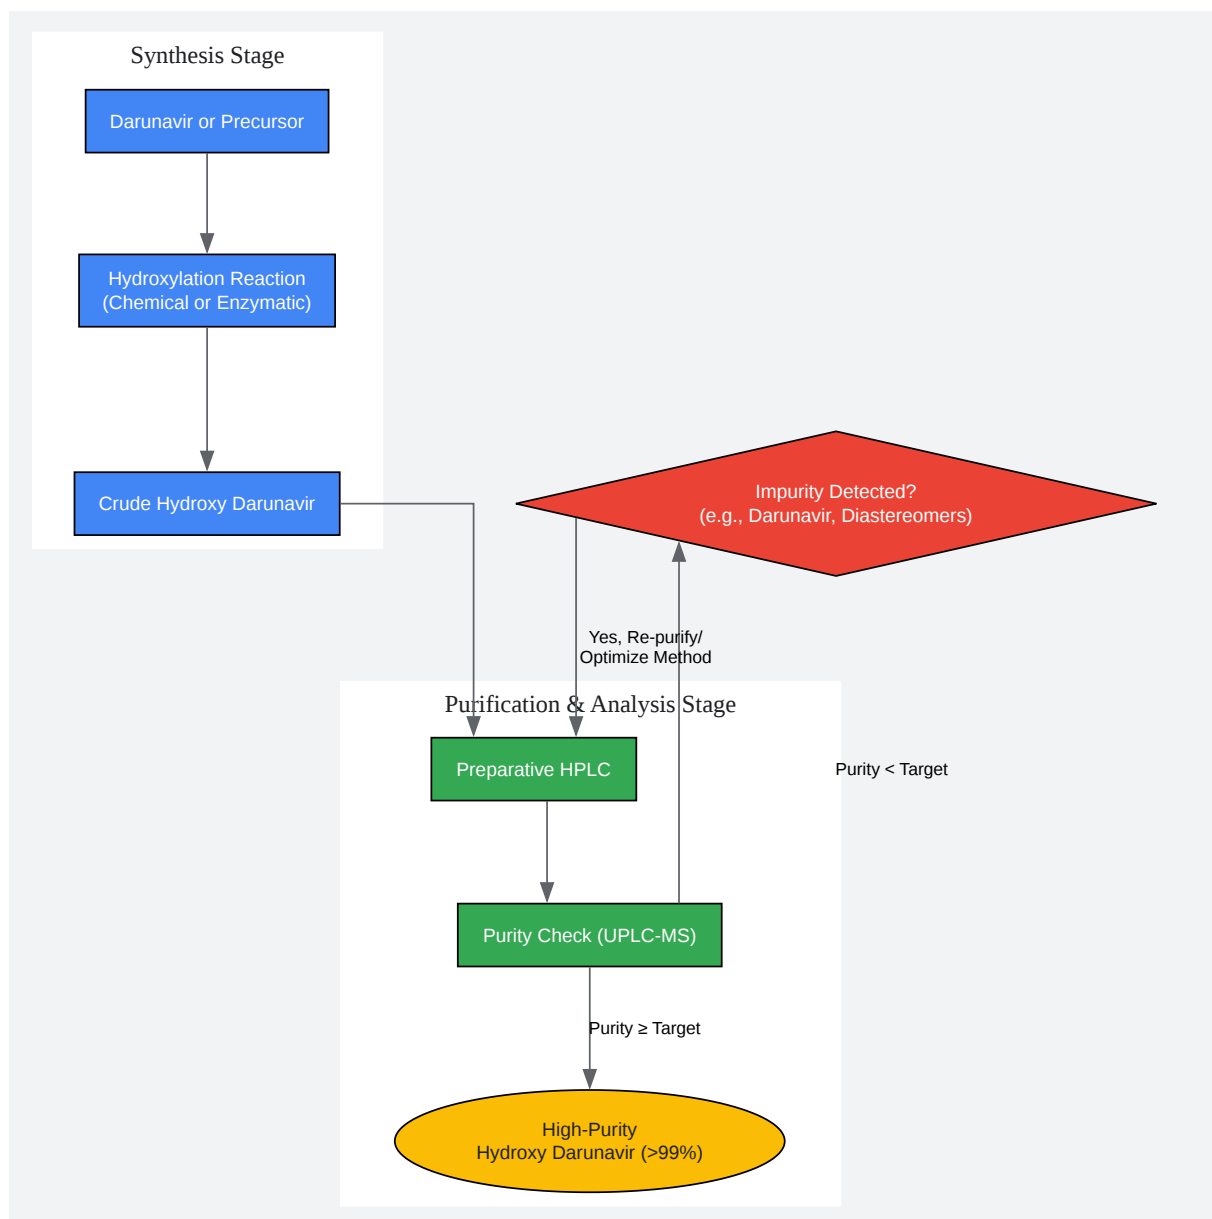 Synthesis Stage
Darunavir or Precursor
Hydroxylation Reaction
(Chemical or Enzymatic)
Crude Hydroxy Darunavir
Impurity Detected?
(e.g., Darunavir, Diastereomers)
Yes, Re-purify/
Optimize Method
Purification & Analysis Stage
Preparative HPLC
Purity < Target
Purity Check (UPLC-MS)
Purity ≥ Target
High-Purity
Hydroxy Darunavir (>99%)